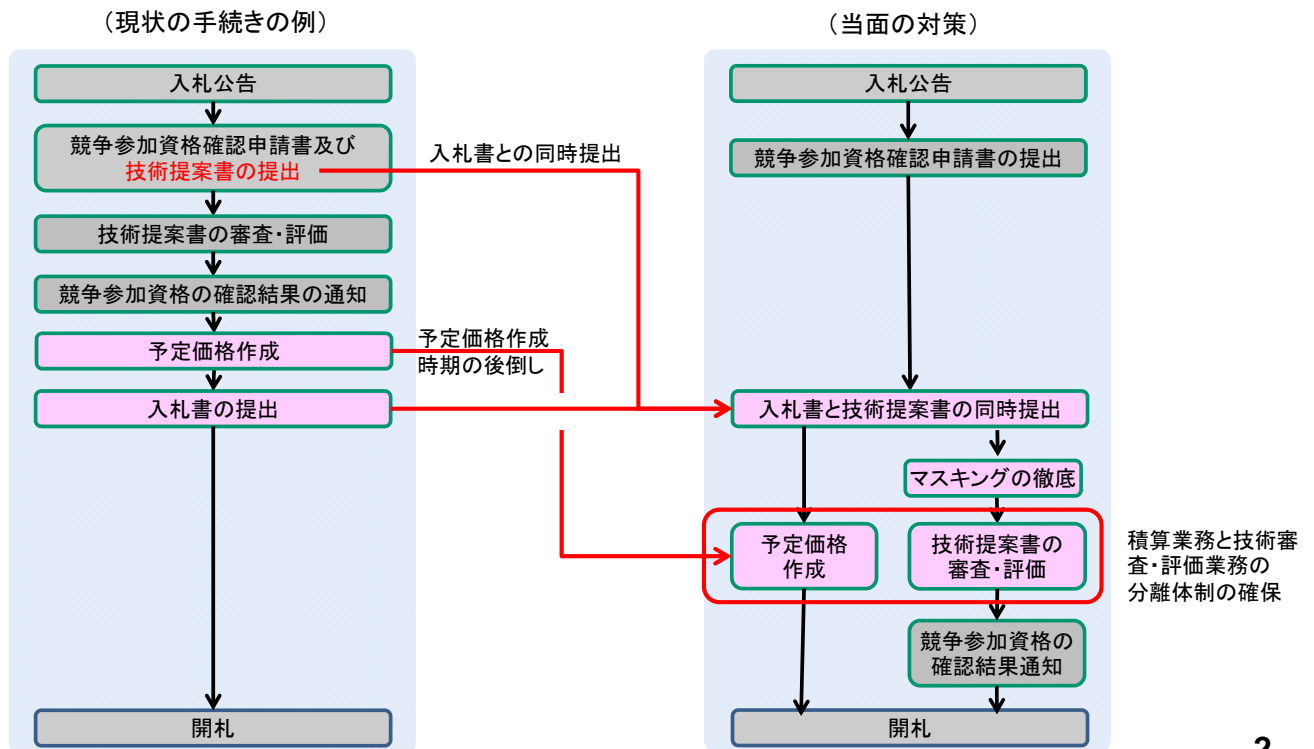 （現状の手続きの例）
入札公告
競争参加資格確認申請書及び
技術提案書の提出
技術提案書の審査・評価
競争参加資格の確認結果の通知
予定価格作成
入札書の提出
開札
入札書との同時提出
予定価格作成
時期の後倒し
（当面の対策）
入札公告
競争参加資格確認申請書の提出
入札書と技術提案書の同時提出
マスキングの徹底
予定価格
作成
技術提案書の
審査・評価
積算業務と技術審
査・評価業務の
分離体制の確保
競争参加資格の
確認結果通知
開札
2